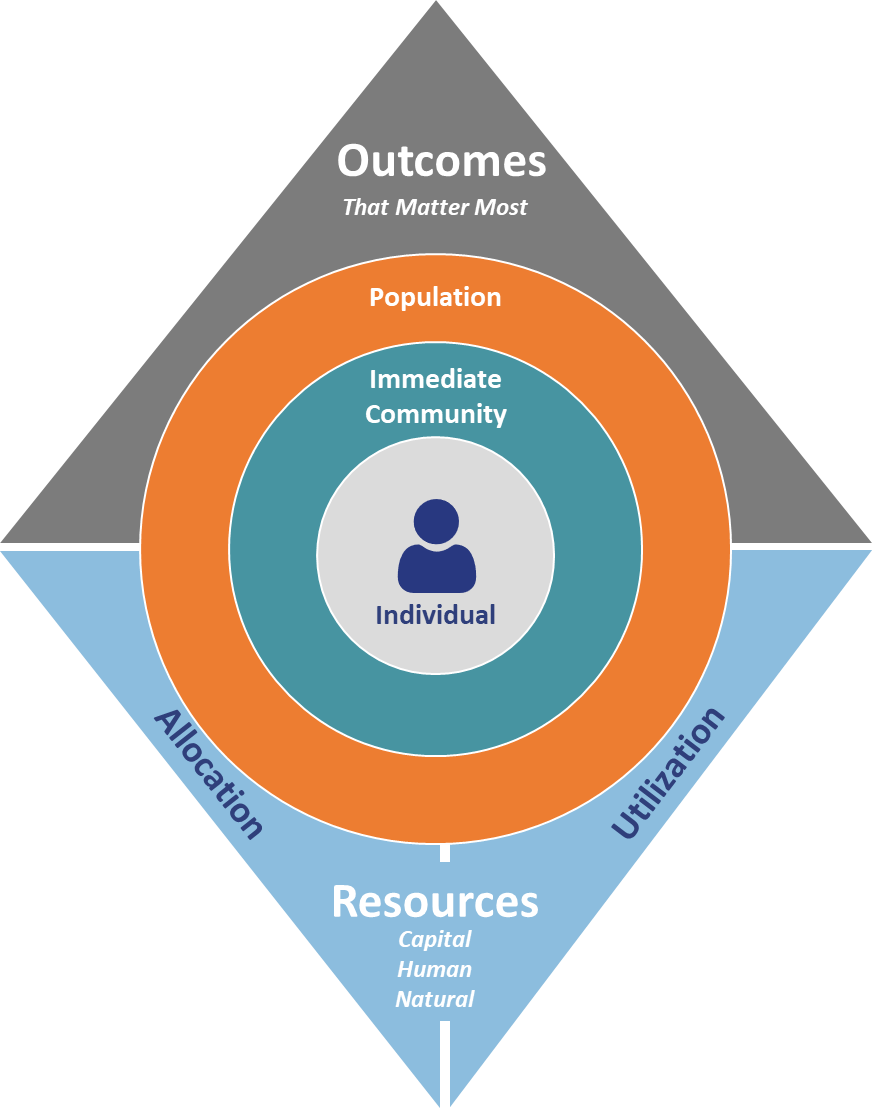 Outcomes
That Matter Most
Population
Immediate
Community
Individual
Allocation
Utilization
Resources
Capital
Human
Natural